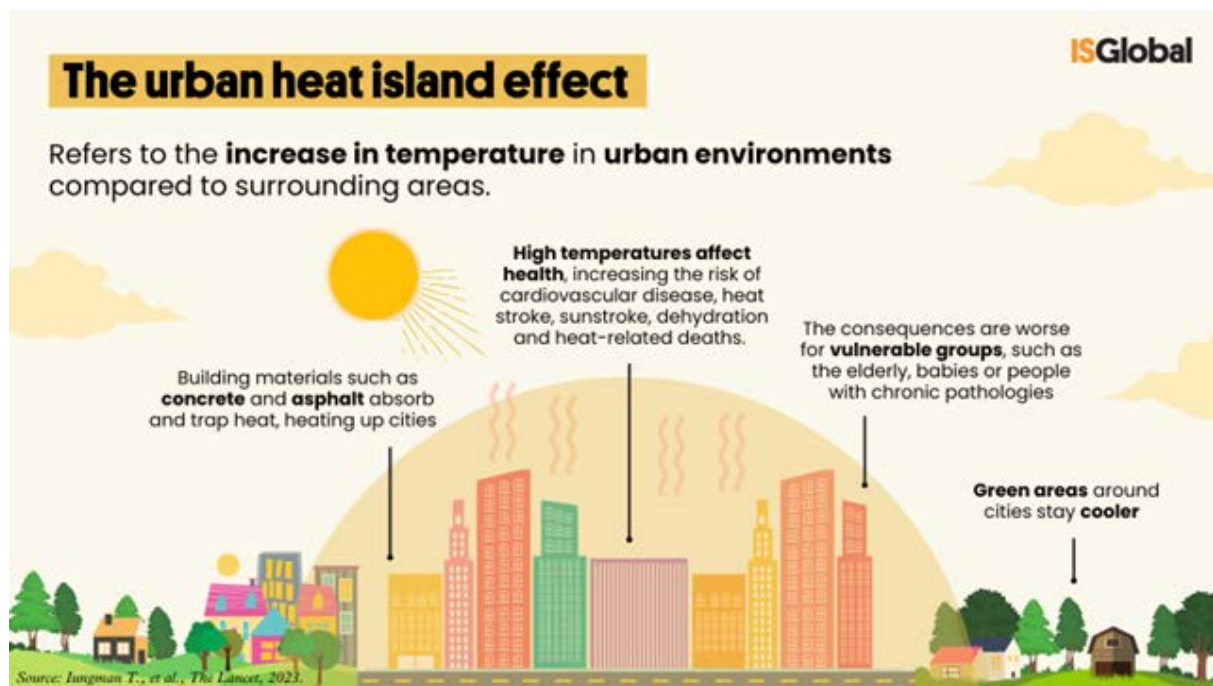 ISGlobal
The urban heat island effect
Refers to the increase in temperature in urban environments
compared to surrounding areas.
High temperatures affect
health, increasing the risk of
cardiovascular disease, heat
stroke, sunstroke, dehydration
and heat-related deaths.
The consequences are worse
for vulnerable groups, such as
the elderly, babies or people
with chronic pathologies
Building materials such as
concrete and asphalt absorb
and trap heat, heating up cities
Green areas around
cities stay cooler
Source: Iungman T., et al., The Lancet, 2023.